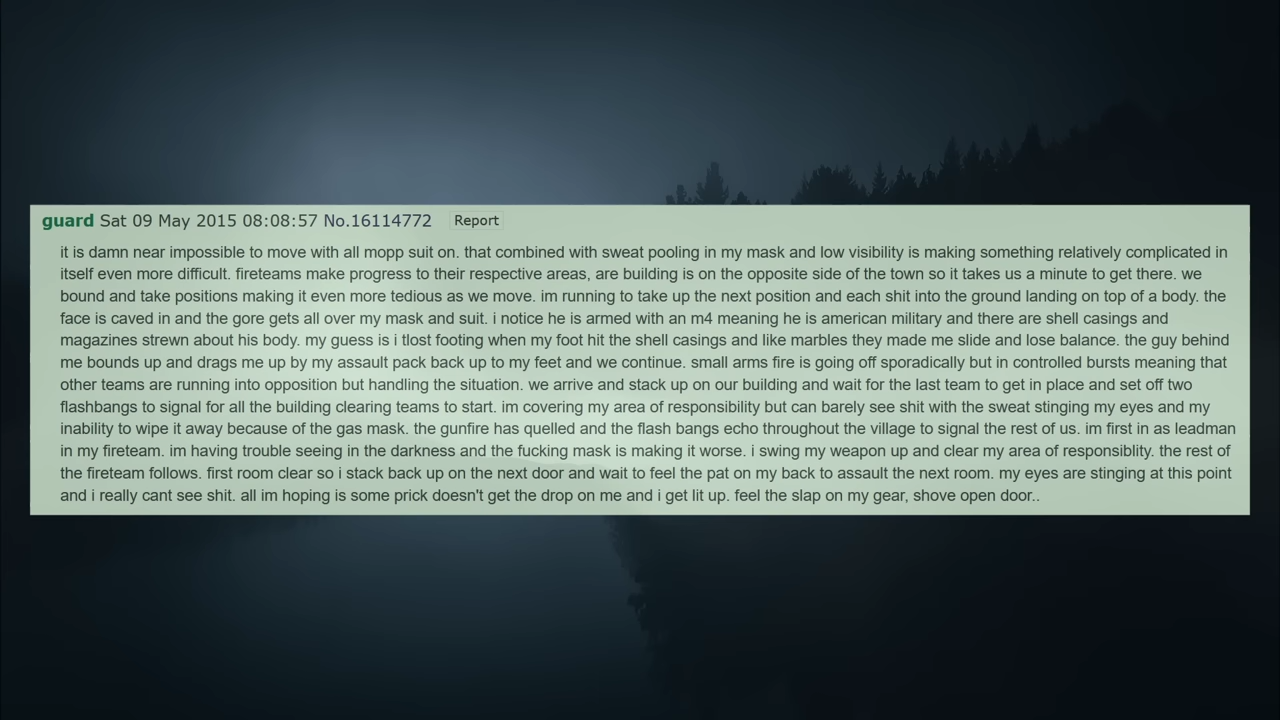 guard Sat 09 May 2015 08:08:57 No.16114772 Report
it is damn near impossible to move with all mopp suit on. that combined with sweat pooling in my mask and low visibility is making something relatively complicated in
itself even more difficult. fireteams make progress to their respective areas, are building is on the opposite side of the town so it takes us a minute to get there. we
bound and take positions making it even more tedious as we move. im running to take up the next position and each shit into the ground landing on top of a body. the
face is caved in and the gore gets all over my mask and suit. i notice he is armed with an m4 meaning he is american military and there are shell casings and
magazines strewn about his body. my guess is i tlost footing when my foot hit the shell casings and like marbles they made me slide and lose balance. the guy behind
me bounds up and drags me up by my assault pack back up to my feet and we continue. small arms fire is going off sporadically but in controlled bursts meaning that
other teams are running into opposition but handling the situation. we arrive and stack up on our building and wait for the last team to get in place and set off two
flashbangs to signal for all the building clearing teams to start. im covering my area of responsibility but can barely see shit with the sweat stinging my eyes and my
inability to wipe it away because of the gas mask. the gunfire has quelled and the flash bangs echo throughout the village to signal the rest of us. im first in as leadman
in my fireteam. im having trouble seeing in the darkness and the fucking mask is making it worse. i swing my weapon up and clear my area of responsiblity. the rest of
the fireteam follows. first room clear so i stack back up on the next door and wait to feel the pat on my back to assault the next room. my eyes are stinging at this point
and i really cant see shit. all im hoping is some prick doesn't get the drop on me and i get lit up. feel the slap on my gear, shove open door..